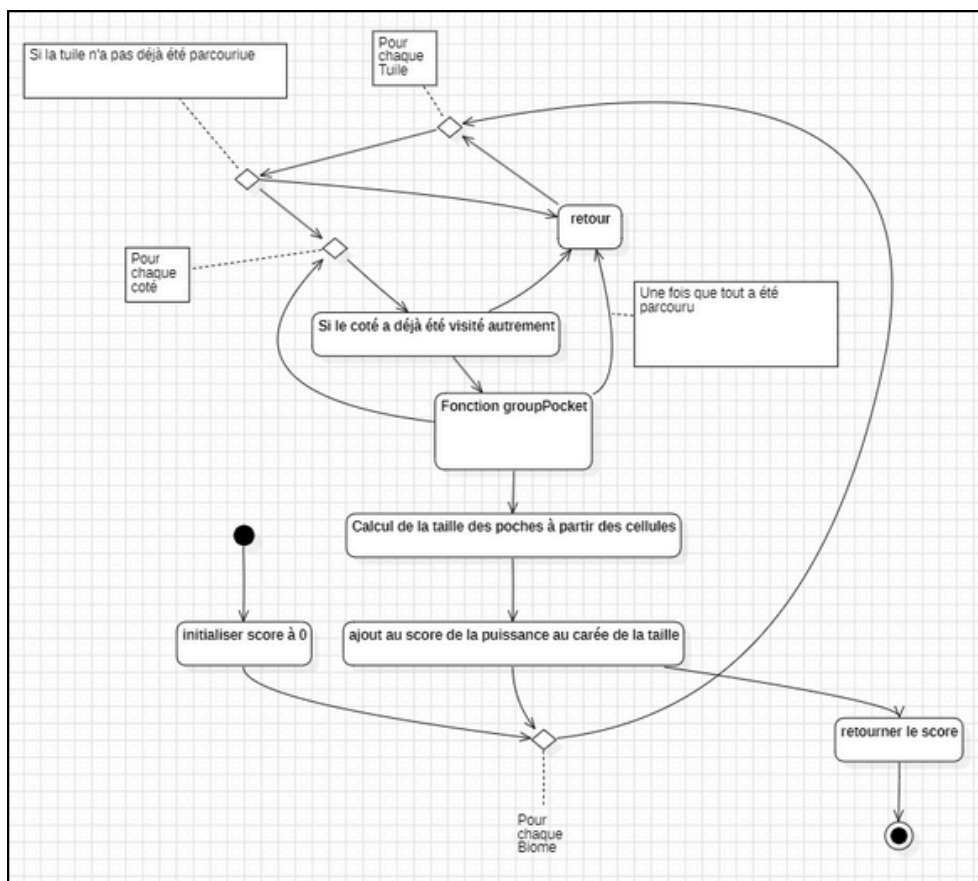 Si la tuile n'a pas déjà été parcouriue
Pour
chaque
Tuile
retour
Pour
chaque
coté
Une fois que tout a été
parcouru
Si le coté a déjà été visité autrement
Fonction groupPocket
Calcul de la taille des poches à partir des cellules
initialiser score à 0
ajout au score de la puissance au carée de la taille
retourner le score
Pour
chaque
Biome